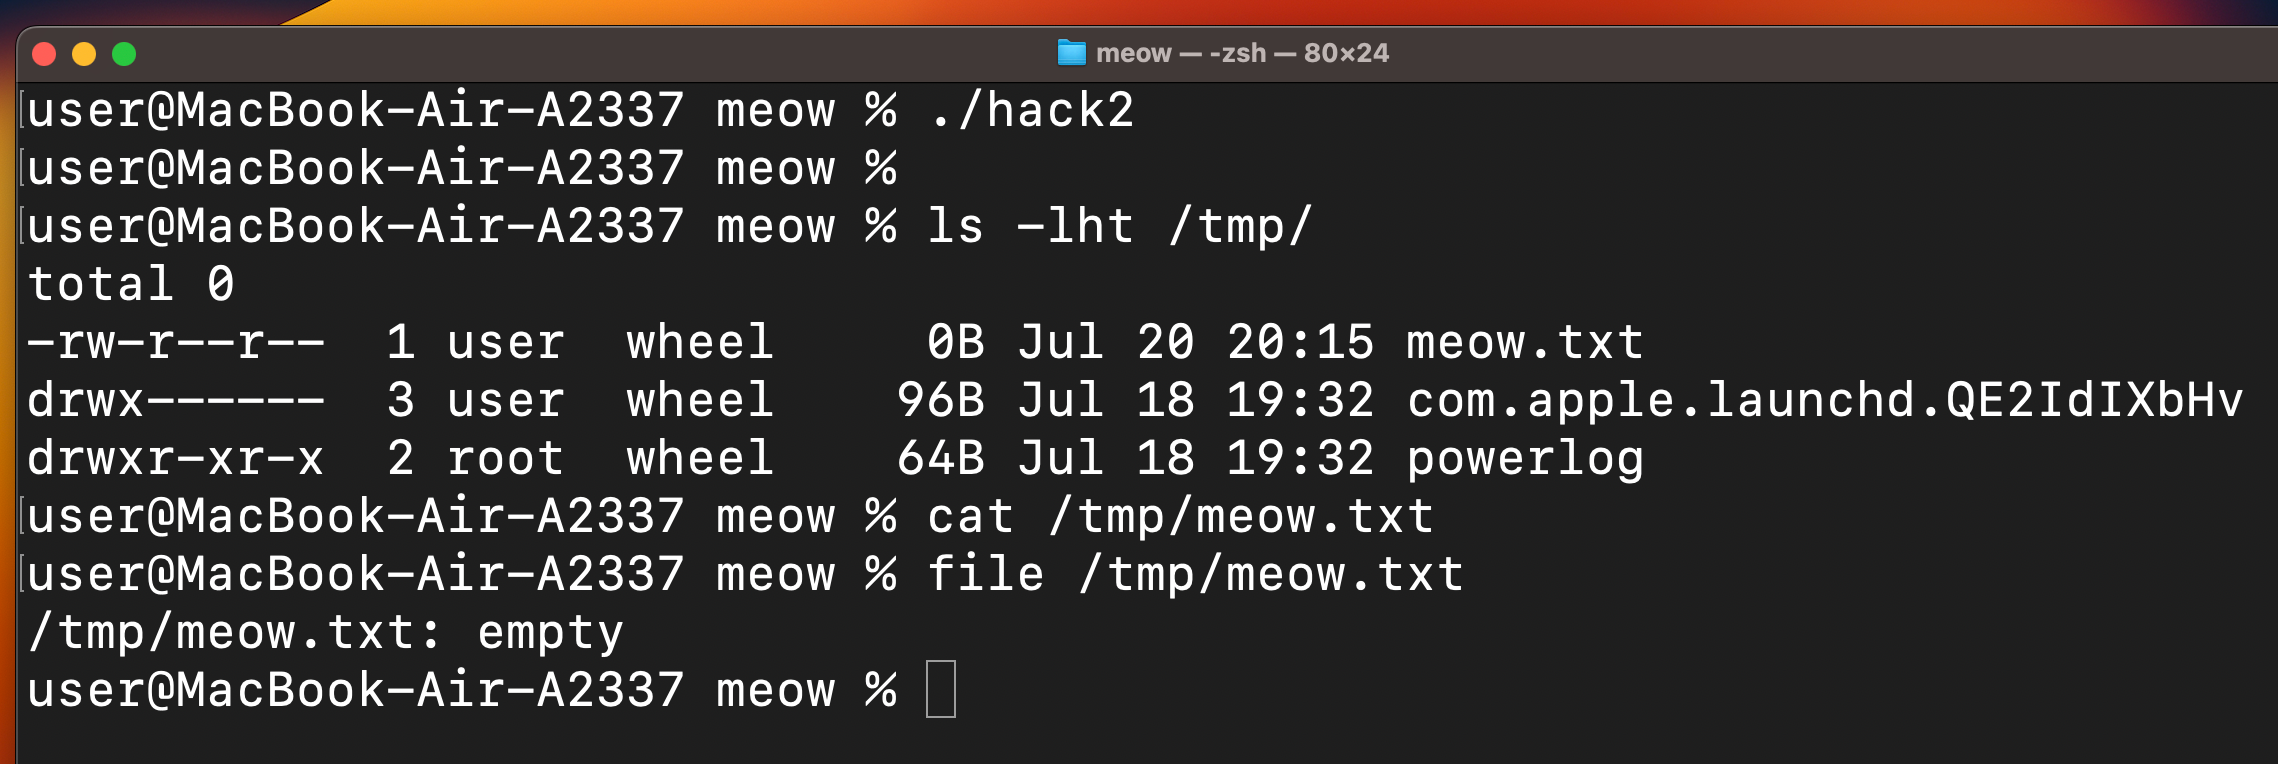 meow — -zsh — 80×24
user@MacBook-Air-A2337 meow % ./hack2
user@MacBook-Air-A2337 meow %
user@MacBook-Air-A2337 meow % ls -lht /tmp/
total 0
-rw-r--r--  1 user  wheel     0B Jul 20 20:15 meow.txt
drwx------  3 user  wheel    96B Jul 18 19:32 com.apple.launchd.QE2IdIXbHv
drwxr-xr-x  2 root  wheel    64B Jul 18 19:32 powerlog
user@MacBook-Air-A2337 meow % cat /tmp/meow.txt
user@MacBook-Air-A2337 meow % file /tmp/meow.txt
/tmp/meow.txt: empty
user@MacBook-Air-A2337 meow %